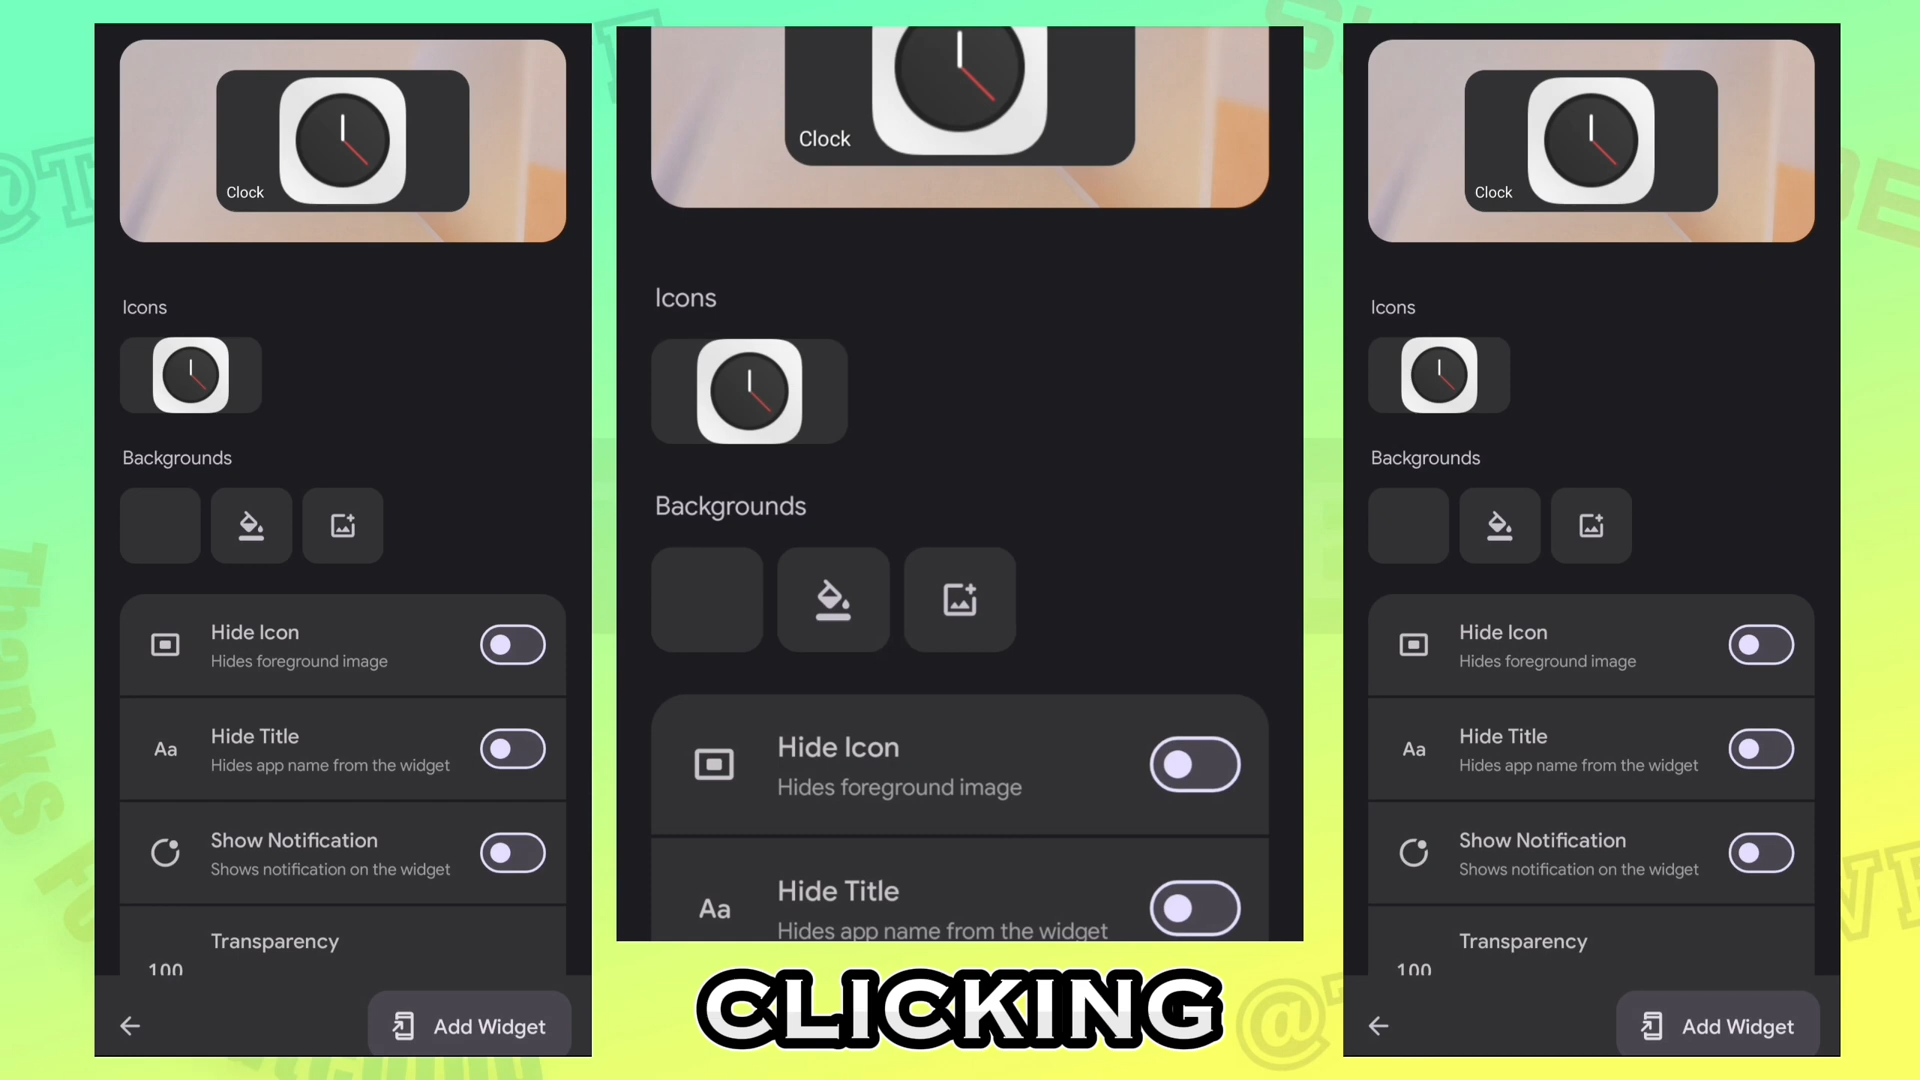 Clock
Icons
Backgrounds
Hide Icon
Hides foreground image
Aa
Hide Title
Hides app name from the widget
Show Notification
Shows notification on the widget
Transparency
100
Add Widget
Clock
Icons
Backgrounds
Hide Icon
Hides foreground image
Aa
Hide Title
Hides app name from the widget
CLICKING
Clock
Icons
Backgrounds
Hide Icon
Hides foreground image
Aa
Hide Title
Hides app name from the widget
Show Notification
Shows notification on the widget
Transparency
100
Add Widget
Thanks